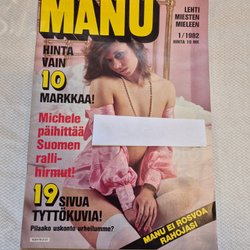 MANU
LEHTI
MIESTEN
MIELEEN
1/1982
HINTA 10 MK
HINTA
VAIN
10
MARKKAA!
Michele
päihittää
Suomen
ralli-
hirmut!
19 SIVUA
TYTTÖKUVIA!
Pilaako uskonto urheilumme?
MANU EI ROSVOA
RAHOJASI